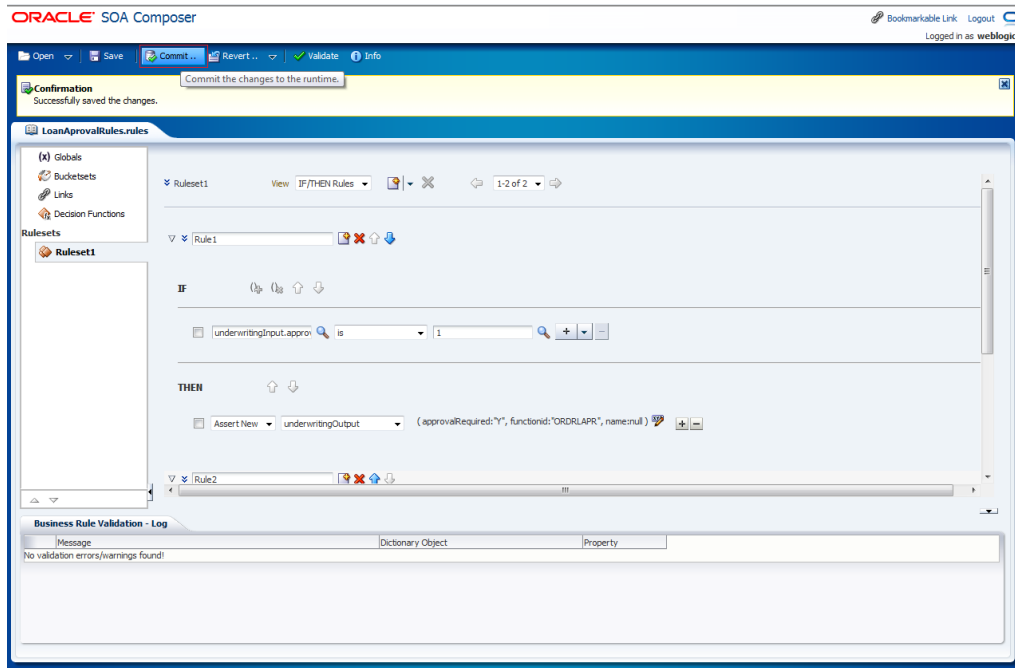 ORACLE SOA Composer
Bookmarkable Link Logout
Logged in as weblogic
Open Save Commit .. Revert .. Validate Info
Commit the changes to the runtime.
Confirmation
Successfully saved the changes.
LoanAprovalRules.rules
(x) Globals
Bucketsets
Links
Decision Functions
Rulesets
Ruleset1
Ruleset1 View IF/THEN Rules 1-2 of 2
Rule1
IF
underwritingInput.approv is 1
THEN
Assert New underwritingOutput ( approvalRequired:"Y", functionid:"ORDRLAPR", name:null )
Rule2
Business Rule Validation - Log
Message Dictionary Object Property
No validation errors/warnings found!